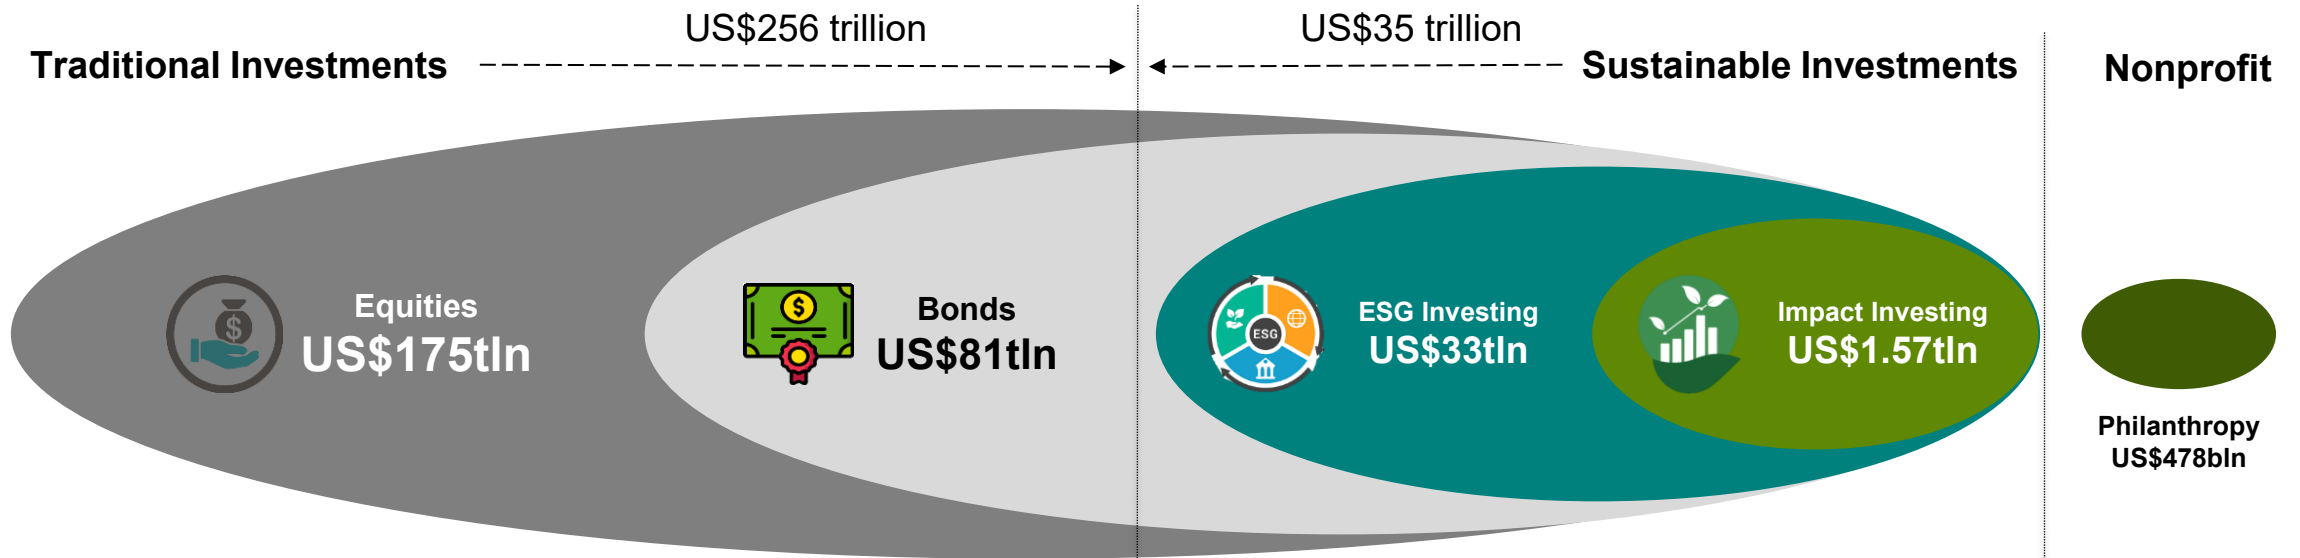 US$256 trillion
US$35 trillion
Traditional Investments
Sustainable Investments
Nonprofit
$
Equities
US$175tln
$
Bonds
US$81tln
ESG
ESG Investing
US$33tln
Impact Investing
US$1.57tln
Philanthropy
US$478bln